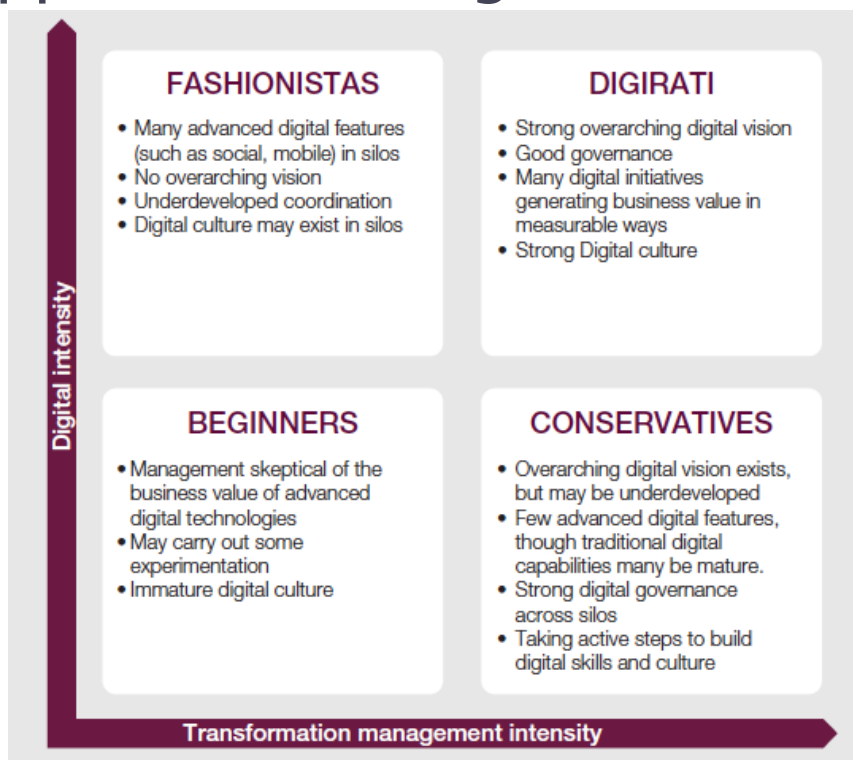 FASHIONISTAS
• Many advanced digital features
(such as social, mobile) in silos
• No overarching vision
• Underdeveloped coordination
• Digital culture may exist in silos
DIGIRATI
• Strong overarching digital vision
• Good governance
• Many digital initiatives
generating business value in
measurable ways
• Strong Digital culture
Digital intensity
BEGINNERS
• Management skeptical of the
business value of advanced
digital technologies
• May carry out some
experimentation
• Immature digital culture
CONSERVATIVES
• Overarching digital vision exists,
but may be underdeveloped
• Few advanced digital features,
though traditional digital
capabilities many be mature.
• Strong digital governance
across silos
• Taking active steps to build
digital skills and culture
Transformation management intensity